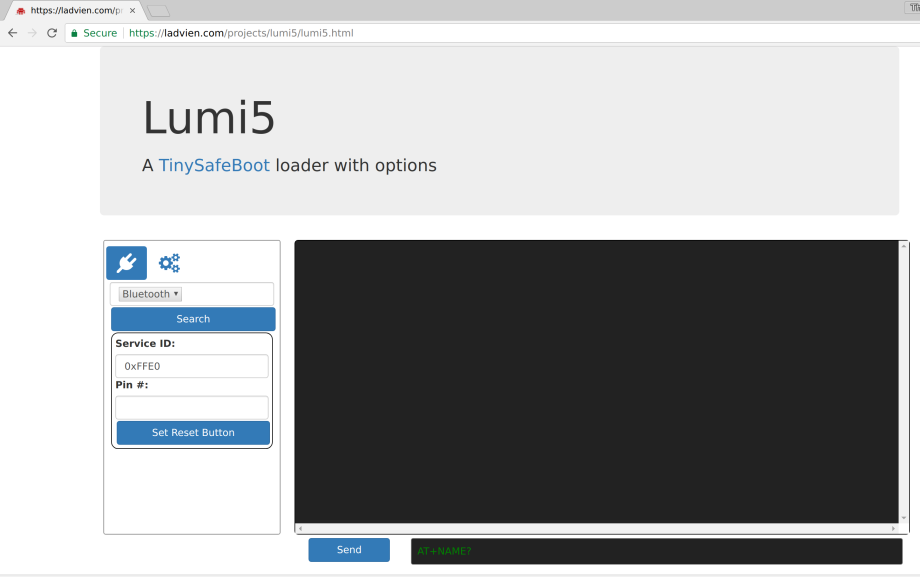 https://ladvien.com/p
Secure https://ladvien.com/projects/lumi5/lumi5.html
Lumi5
A TinySafeBoot loader with options
Bluetooth
Search
Service ID:
0xFFE0
Pin #:
Set Reset Button
Send
AT+NAME?